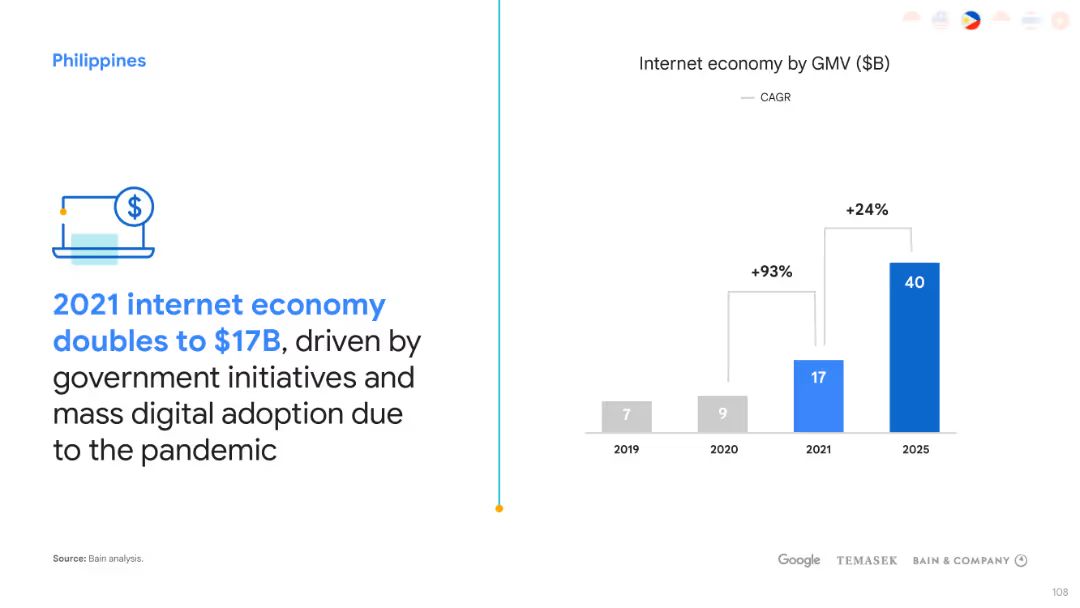 Philippines
$
2021 internet economy
doubles to $17B, driven by
government initiatives and
mass digital adoption due
to the pandemic
Internet economy by GMV ($B)
CAGR
+24%
+93%
40
17
7
9
2019 2020 2021 2025
Source: Bain analysis.
Google TEMASEK BAIN & COMPANY
108